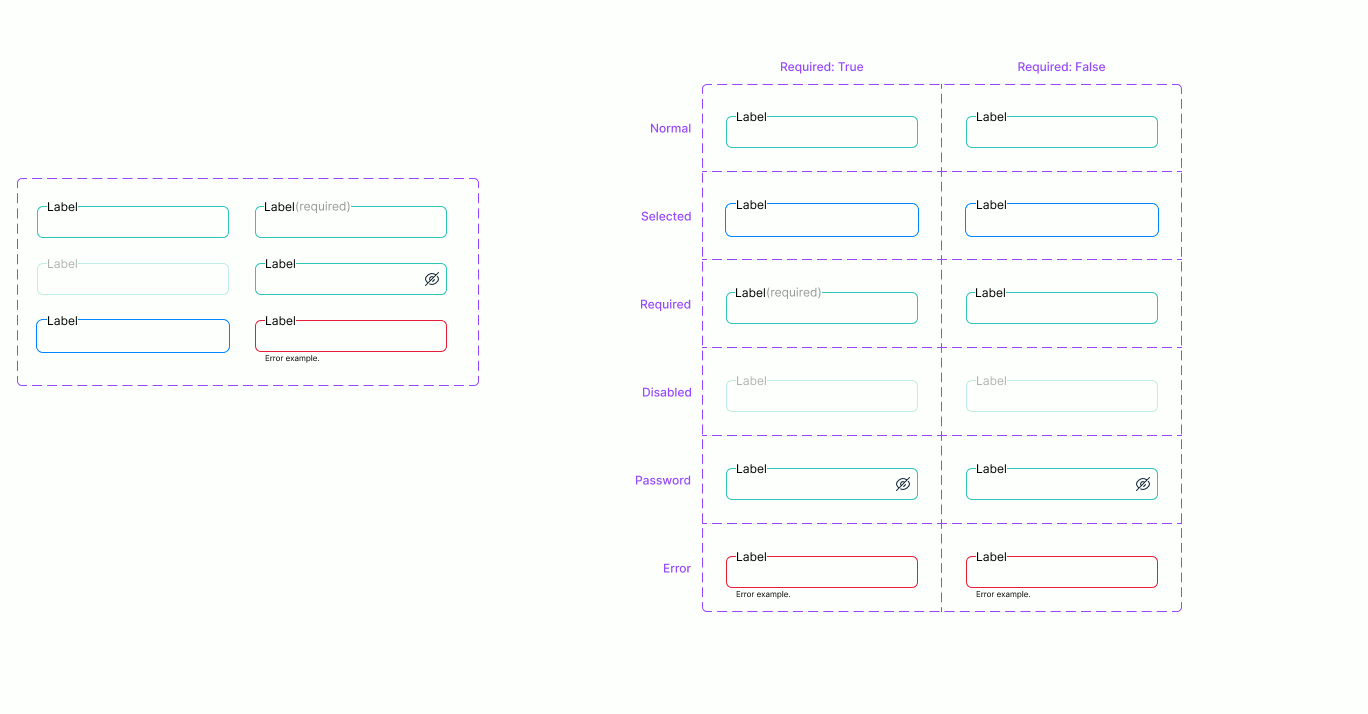 Label
Label(required)
Label
Label
Label
Label
Error example.
Required: True
Required: False
Normal
Label
Label
Selected
Label
Label
Required
Label(required)
Label
Disabled
Label
Label
Password
Label
Label
Error
Label
Label
Error example.
Error example.